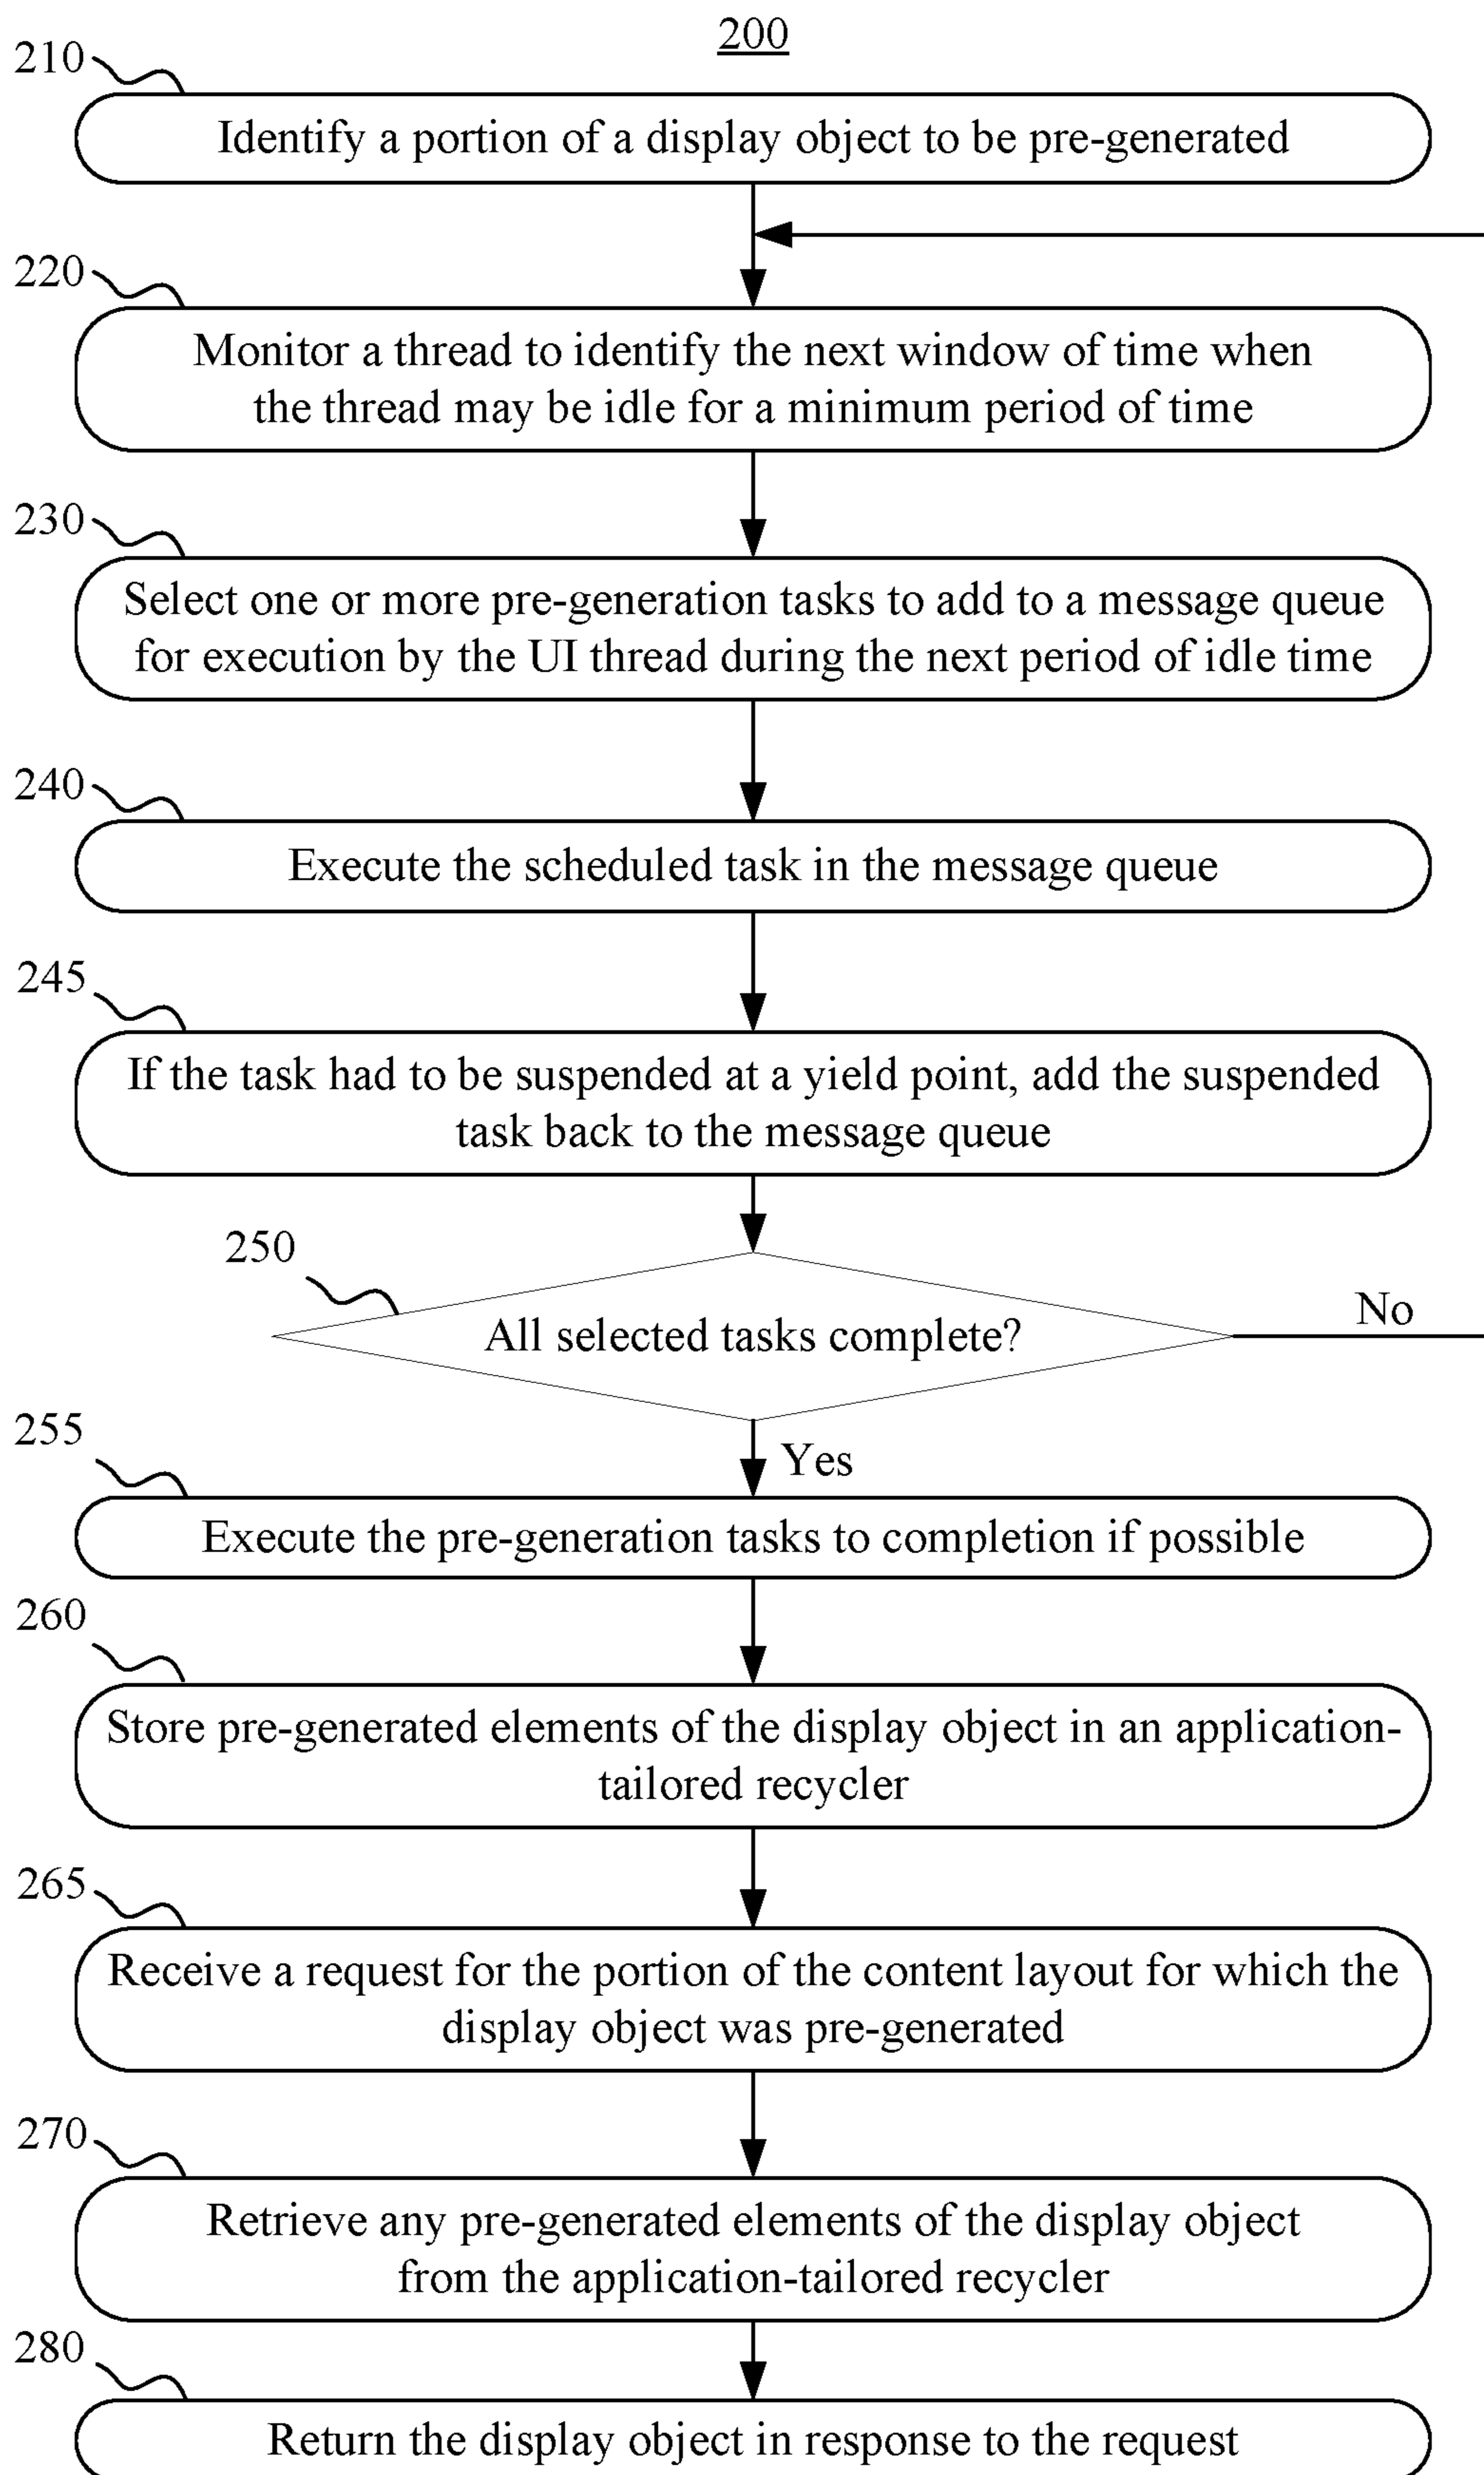 200
210
Identify a portion of a display object to be pre-generated
220
Monitor a thread to identify the next window of time when
the thread may be idle for a minimum period of time
230
Select one or more pre-generation tasks to add to a message queue
for execution by the UI thread during the next period of idle time
240
Execute the scheduled task in the message queue
245
If the task had to be suspended at a yield point, add the suspended
task back to the message queue
250
All selected tasks complete?
No
Yes
255
Execute the pre-generation tasks to completion if possible
260
Store pre-generated elements of the display object in an application-
tailored recycler
265
Receive a request for the portion of the content layout for which the
display object was pre-generated
270
Retrieve any pre-generated elements of the display object
from the application-tailored recycler
280
Return the display object in response to the request